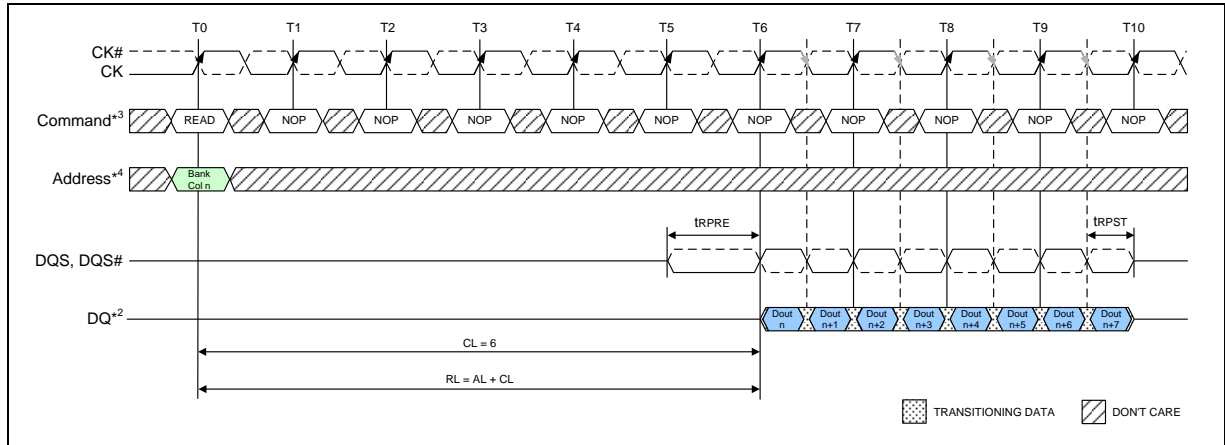 T0 T1 T2 T3 T4 T5 T6 T7 T8 T9 T10
CK#
CK
Command*3 READ NOP NOP NOP NOP NOP NOP NOP NOP NOP NOP
Address*4 Bank
Col n
tRPRE tRPST
DQS, DQS#
DQ*2
Dout Dout Dout Dout Dout Dout Dout Dout
n n+1 n+2 n+3 n+4 n+5 n+6 n+7
CL = 6
RL = AL + CL
TRANSITIONING DATA DON'T CARE